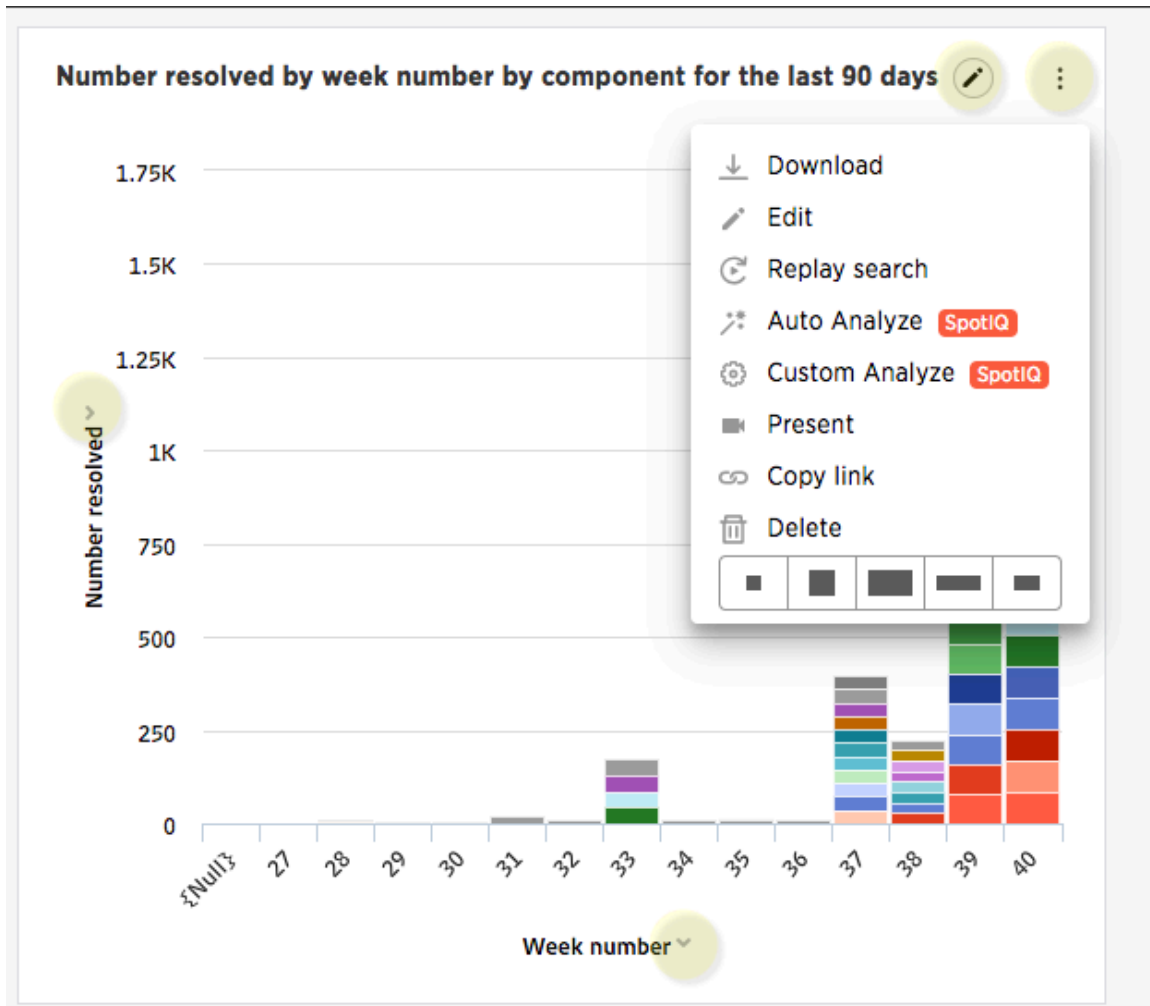 Number resolved by week number by component for the last 90 days
Download
Edit
Replay search
Auto Analyze SpotIQ
Custom Analyze SpotIQ
Present
Copy link
Delete
1.75K
1.5K
1.25K
1K
750
500
250
0
Number resolved
{Null} 27 28 29 30 31 32 33 34 35 36 37 38 39 40
Week number